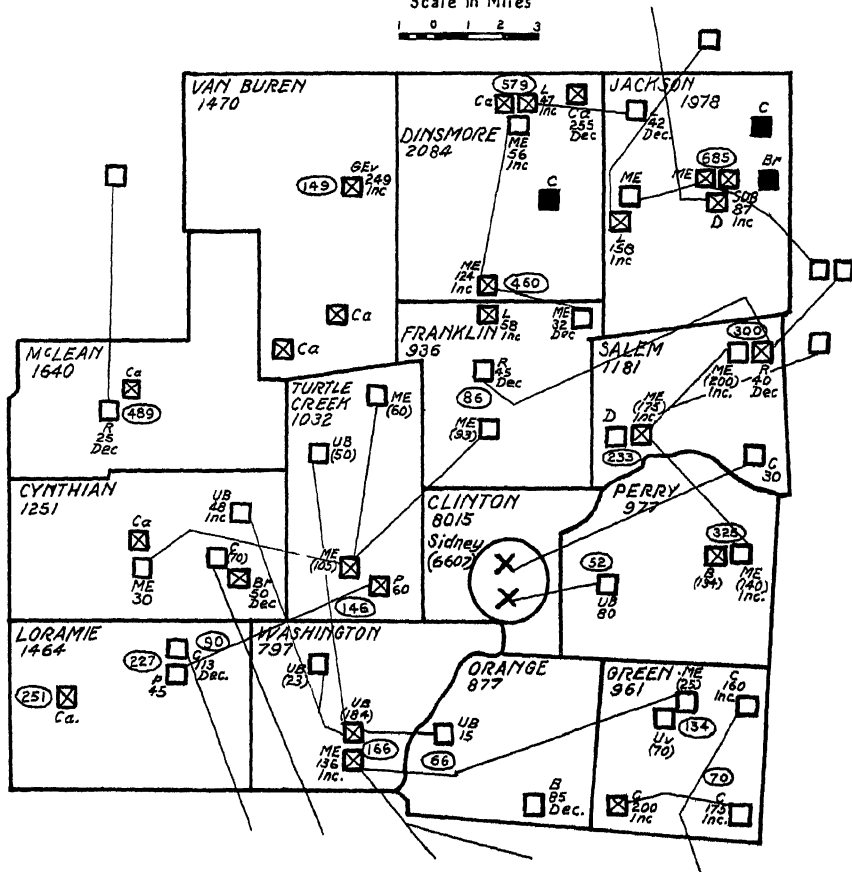 Scale in Miles
1 0 1 2 3
VAN BUREN
1470
149
GEv
249
Inc
Ca
Ca
579
Ca
L
47
Inc
Ca
255
Dec
DINSMORE
2084
ME
56
Inc
C
ME
124
Inc
460
JACKSON
1978
L
42
Dec.
C
685
ME
ME
Br
SDB
87
Inc
D
L
158
Inc
McLEAN
1640
Ca
489
R
25
Dec
TURTLE
CREEK
1032
ME
(60)
UB
(50)
ME
(105)
P
60
146
FRANKLIN
936
L
58
Inc
ME
32
Dec
R
45
Dec
86
ME
(93)
SALEM
1181
300
ME
(200)
Inc.
R
40
Dec
D
ME
(175)
Inc.
233
C
30
CYNTHIAN
1251
UB
48
Inc
Ca
C
(70)
ME
30
Br
50
Dec
CLINTON
8015
Sidney
(6607)
PERRY
977
52
UB
80
325
B
(134)
ME
(140)
Inc.
LORAMIE
1464
90
227
C
113
Dec.
P
45
251
Ca.
WASHINGTON
797
UB
(23)
UB
(184)
166
ME
136
Inc.
ORANGE
877
UB
15
66
B
85
Dec.
GREEN
961
ME
(25)
C
160
Inc.
Uv
(70)
134
70
C
200
Inc
C
175
Inc.